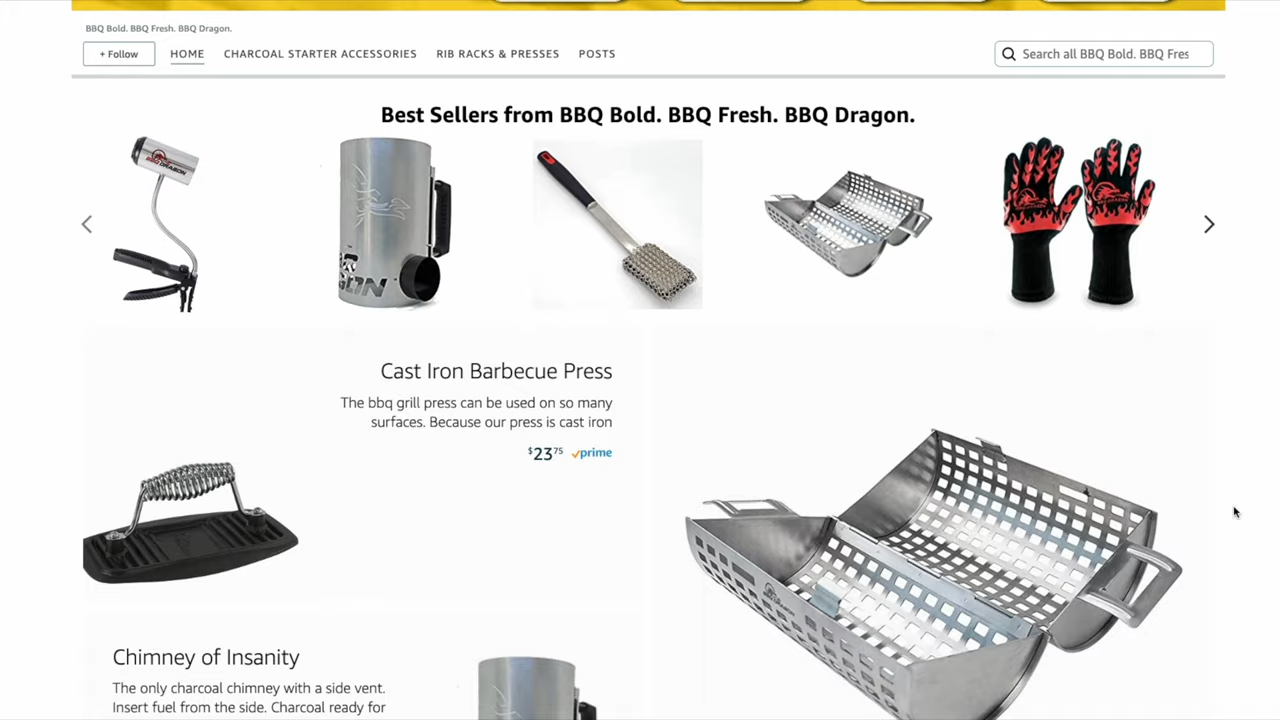 BBQ Bold. BBQ Fresh. BBQ Dragon.
+ Follow
HOME
CHARCOAL STARTER ACCESSORIES
RIB RACKS & PRESSES
POSTS
Search all BBQ Bold. BBQ Fres
Best Sellers from BBQ Bold. BBQ Fresh. BBQ Dragon.
Cast Iron Barbecue Press
The bbq grill press can be used on so many
surfaces. Because our press is cast iron
$23 75 prime
Chimney of Insanity
The only charcoal chimney with a side vent.
Insert fuel from the side. Charcoal ready for